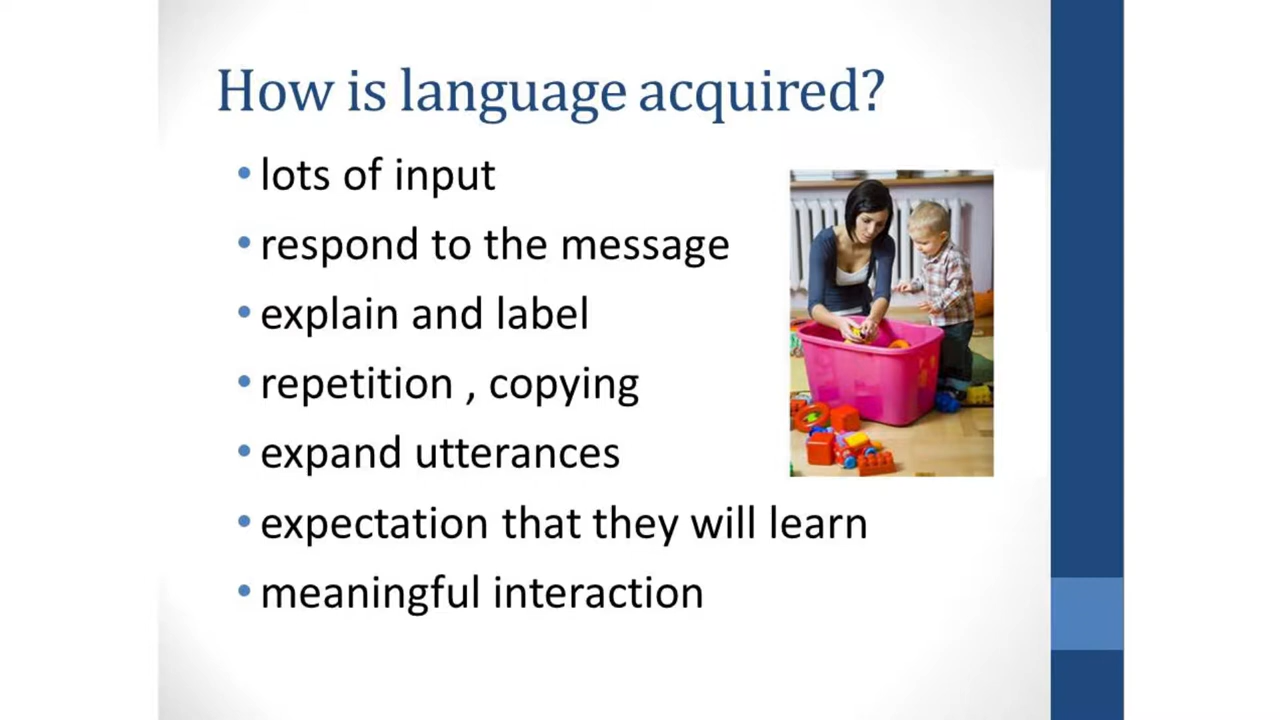 How is language acquired?
• lots of input
• respond to the message
• explain and label
• repetition , copying
• expand utterances
• expectation that they will learn
• meaningful interaction